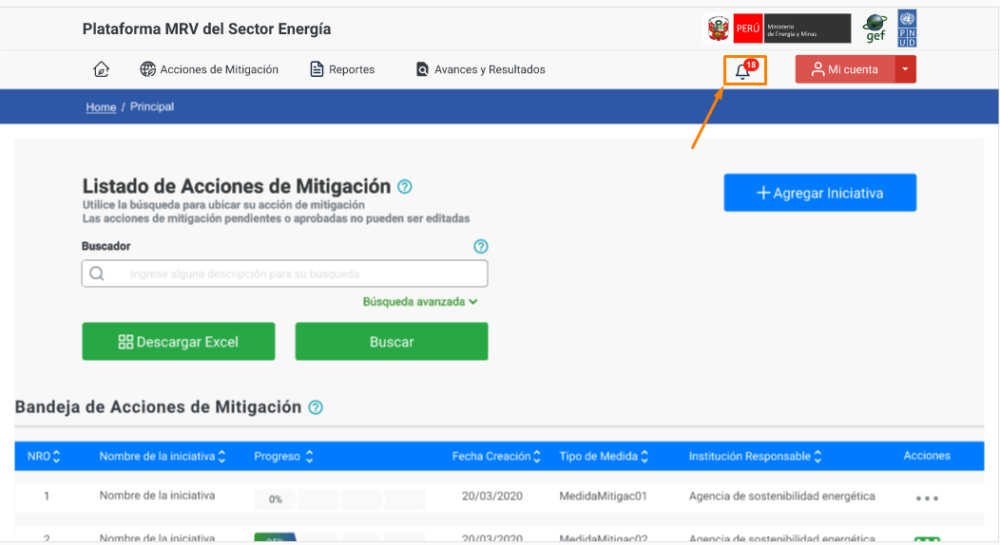 Plataforma MRV del Sector Energía
PERÚ
Ministerio
de Energía y Minas
gef
P N
U D
Acciones de Mitigación
Reportes
Avances y Resultados
18
Mi cuenta
Home / Principal
Listado de Acciones de Mitigación ?
Utilice la búsqueda para ubicar su acción de mitigación
Las acciones de mitigación pendientes o aprobadas no pueden ser editadas
+ Agregar Iniciativa
Buscador ?
Ingrese alguna descripción para su búsqueda
Búsqueda avanzada
Descargar Excel
Buscar
Bandeja de Acciones de Mitigación ?
NRO Nombre de la iniciativa Progreso Fecha Creación Tipo de Medida Institución Responsable Acciones
1 Nombre de la iniciativa 0% 20/03/2020 MedidaMitigac01 Agencia de sostenibilidad energética
2 Nombre de la iniciativa 20/03/2020 MedidaMitigac02 Agencia de sostenibilidad energética